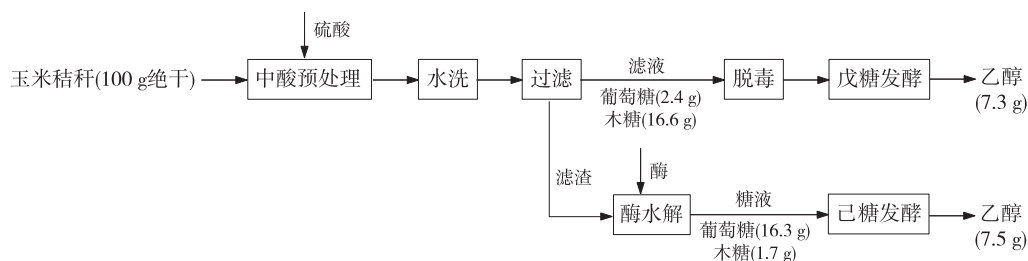 硫酸
玉米秸秆(100 g绝干)
中酸预处理
水洗
过滤
滤液
葡萄糖(2.4 g)
木糖(16.6 g)
脱毒
戊糖发酵
乙醇
(7.3 g)
滤渣
酶
酶水解
糖液
葡萄糖(16.3 g)
木糖(1.7 g)
己糖发酵
乙醇
(7.5 g)